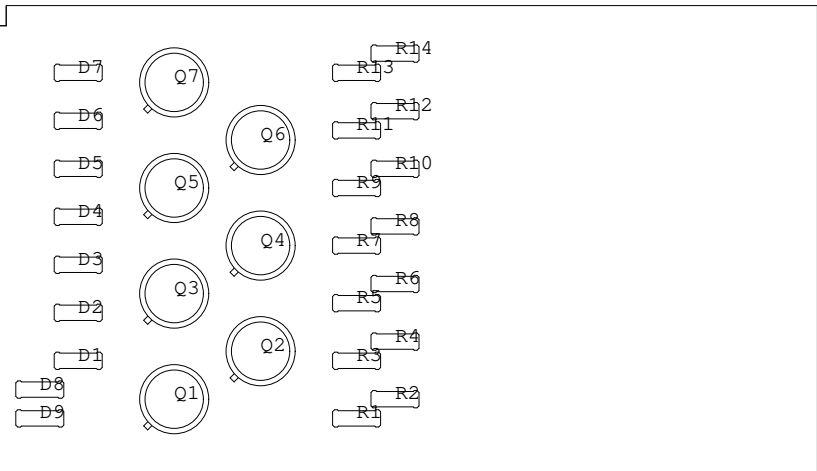 R14
D7 Q7 R13
R12
D6 Q6 R11
D5 R10
Q5 R9
D4 R8
Q4 R7
D3 R6
Q3 R5
D2
R4
D1 Q2 R3
D8
Q1 R2
D9 R1